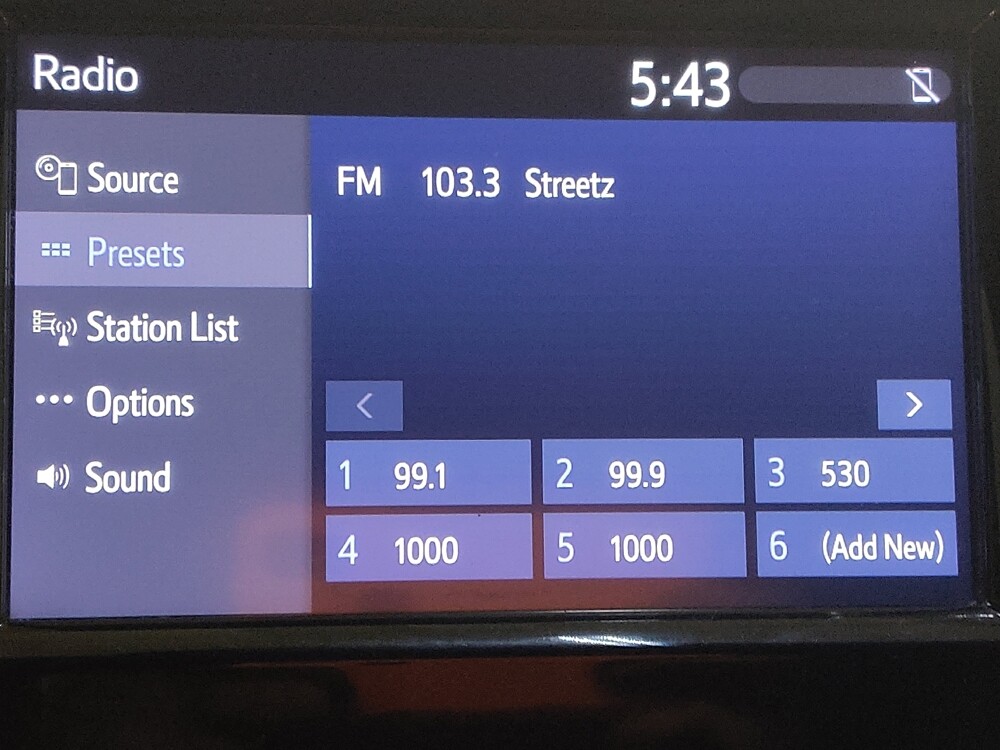 Radio
5:43
Source
Presets
Station List
Options
Sound
FM 103.3 Streetz
<
>
1 99.1
2 99.9
3 530
4 1000
5 1000
6 (Add New)